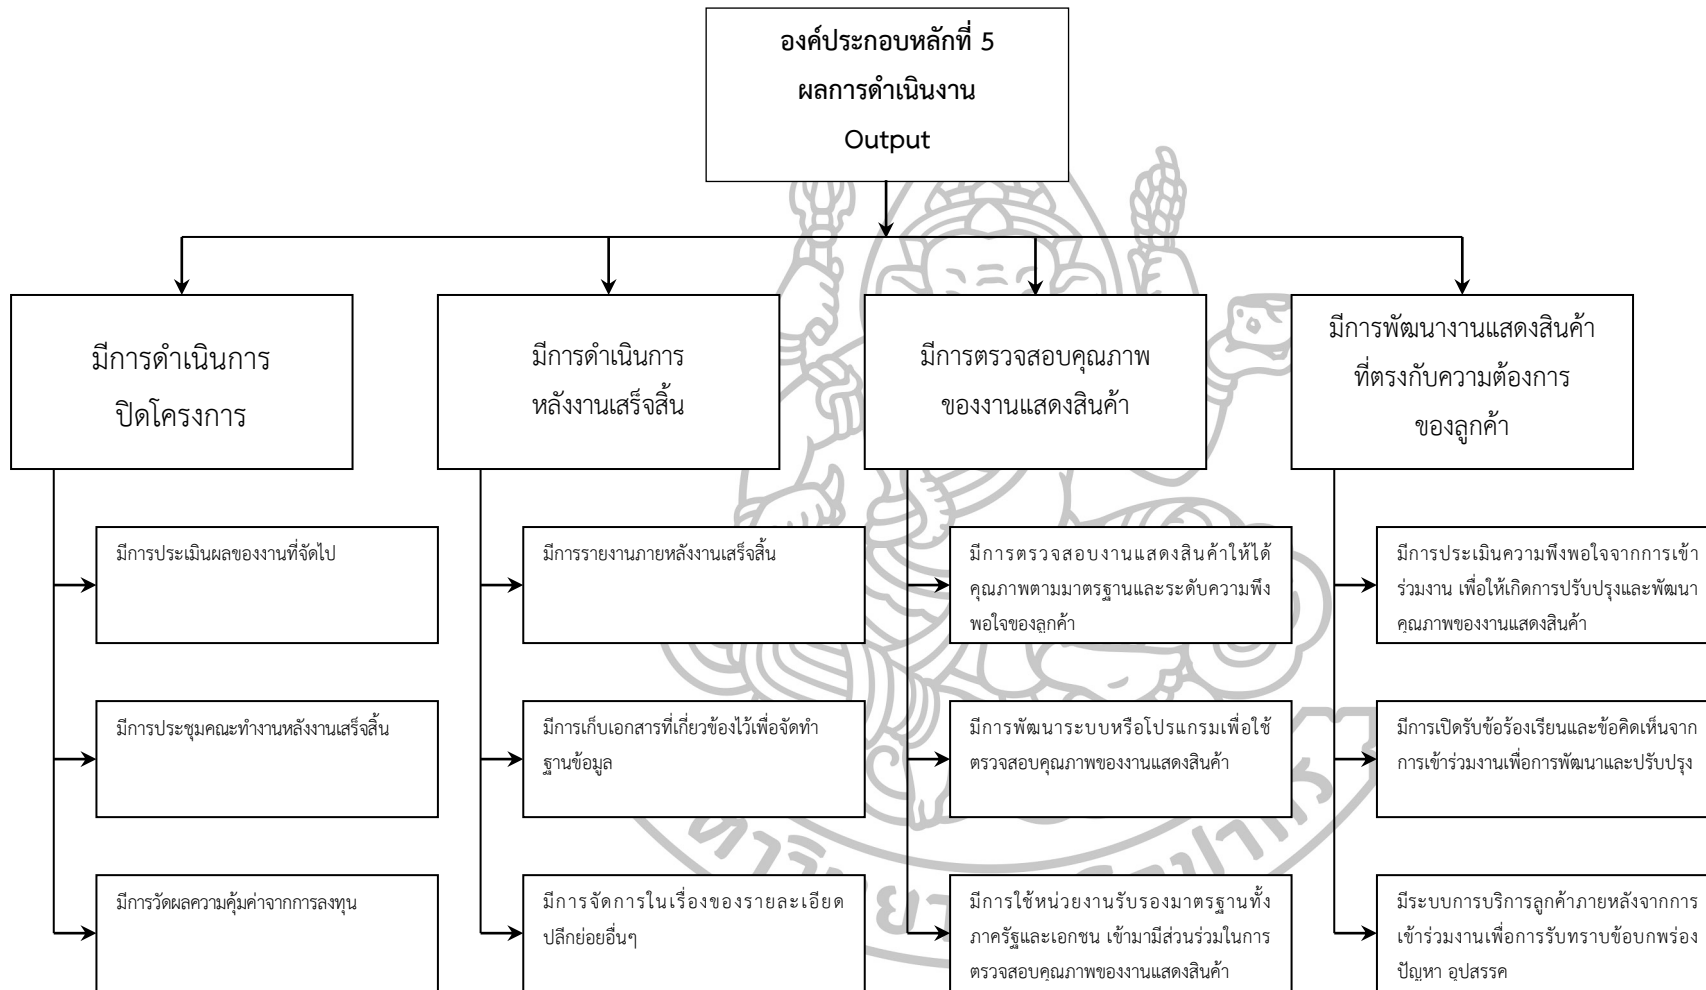 องค์ประกอบหลักที่ 5
ผลการดำเนินงาน
Output
มีการดำเนินการ
ปิดโครงการ
มีการดำเนินการ
หลังงานเสร็จสิ้น
มีการตรวจสอบคุณภาพ
ของงานแสดงสินค้า
มีการพัฒนางานแสดงสินค้า
ที่ตรงกับความต้องการ
ของลูกค้า
มีการประเมินผลของงานที่จัดไป
มีการประชุมคณะทำงานหลังงานเสร็จสิ้น
มีการวัดผลความคุ้มค่าจากการลงทุน
มีการรายงานภายหลังงานเสร็จสิ้น
มีการเก็บเอกสารที่เกี่ยวข้องไว้เพื่อจัดทำ
ฐานข้อมูล
มีการจัดการในเรื่องของรายละเอียด
ปลีกย่อยอื่นๆ
มีการตรวจสอบงานแสดงสินค้าให้ได้
คุณภาพตามมาตรฐานและระดับความพึง
พอใจของลูกค้า
มีการพัฒนาระบบหรือโปรแกรมเพื่อใช้
ตรวจสอบคุณภาพของงานแสดงสินค้า
มีการใช้หน่วยงานรับรองมาตรฐานทั้ง
ภาครัฐและเอกชน เข้ามามีส่วนร่วมในการ
ตรวจสอบคุณภาพของงานแสดงสินค้า
มีการประเมินความพึงพอใจจากการเข้า
ร่วมงาน เพื่อให้เกิดการปรับปรุงและพัฒนา
คุณภาพของงานแสดงสินค้า
มีการเปิดรับข้อร้องเรียนและข้อคิดเห็นจาก
การเข้าร่วมงานเพื่อการพัฒนาและปรับปรุง
มีระบบการบริการลูกค้าภายหลังจากการ
เข้าร่วมงานเพื่อการรับทราบข้อบกพร่อง
ปัญหา อุปสรรค